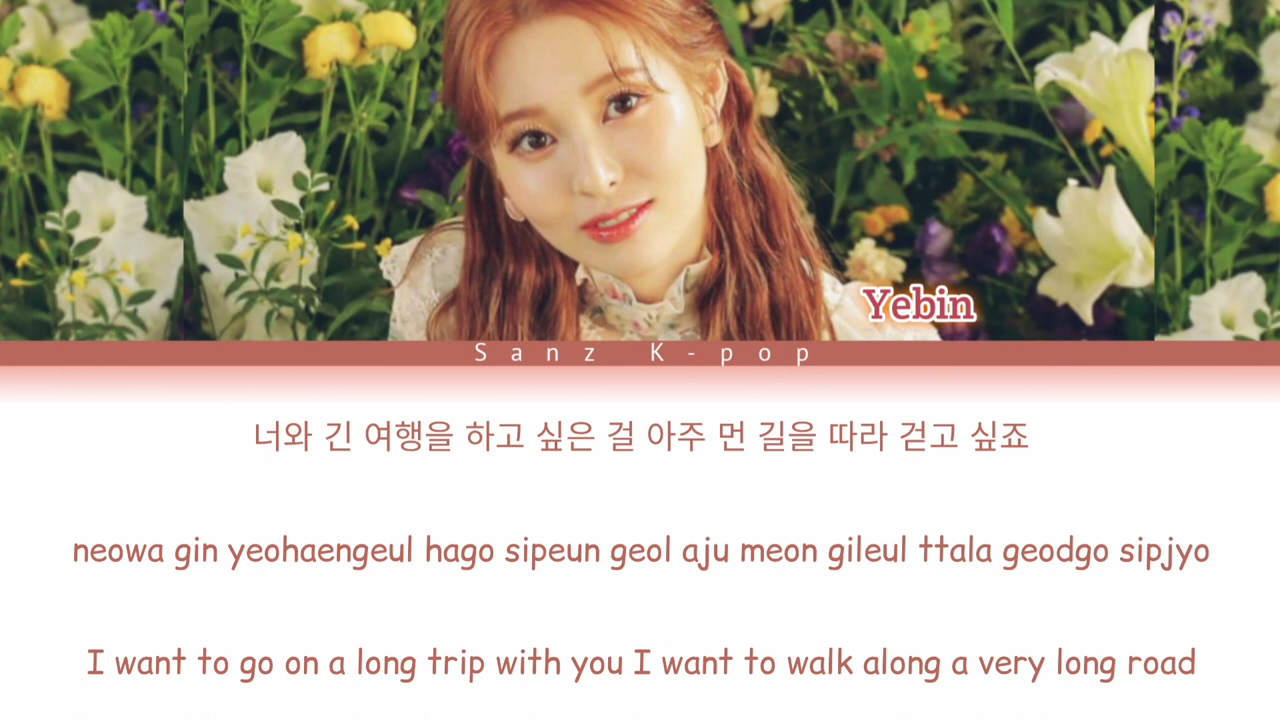 Yebin
Sanz K-pop
너와 긴 여행을 하고 싶은 걸 아주 먼 길을 따라 걷고 싶죠
neowa gin yeohaengeul hago sipeun geol aju meon gileul ttala geodgo sipjyo
I want to go on a long trip with you I want to walk along a very long road